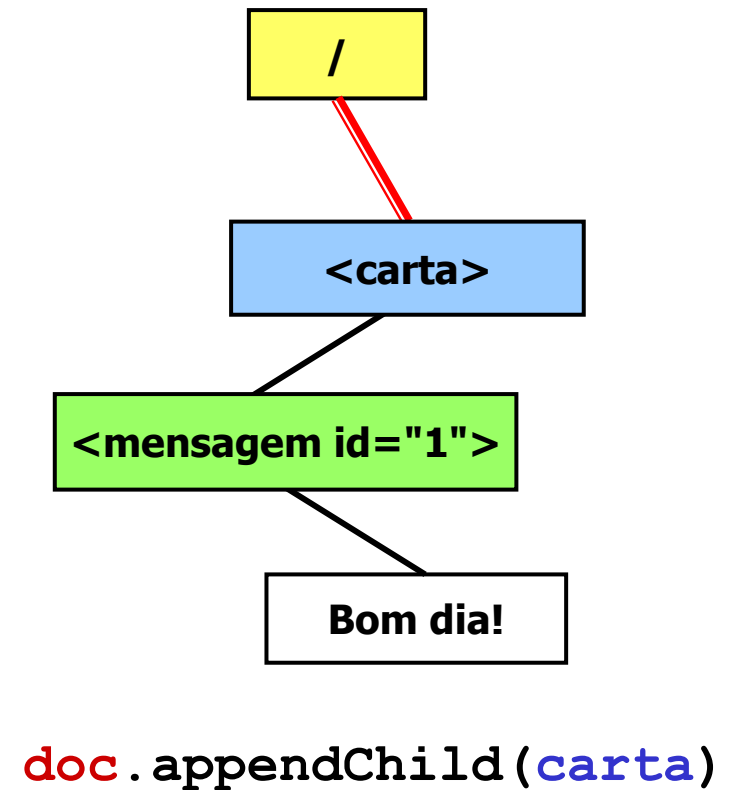 /
<carta>
<mensagem id="1">
Bom dia!
doc.appendChild(carta)